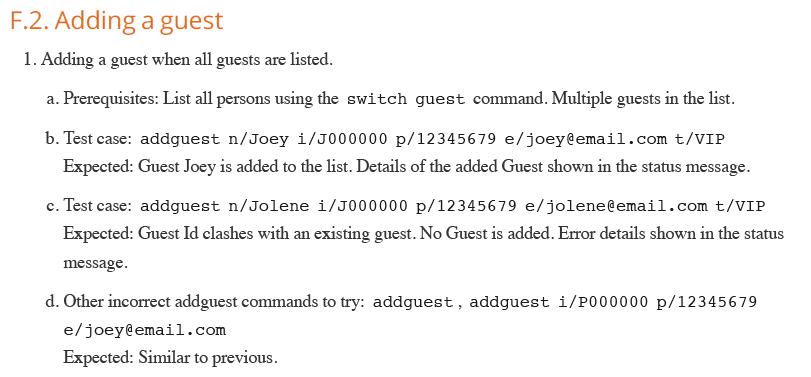 F.2. Adding a guest
1. Adding a guest when all guests are listed.
a. Prerequisites: List all persons using the switch guest command. Multiple guests in the list.
b. Test case: addguest n/Joey i/J000000 p/12345679 e/joey@email.com t/VIP
Expected: Guest Joey is added to the list. Details of the added Guest shown in the status message.
c. Test case: addguest n/Jolene i/J000000 p/12345679 e/jolene@email.com t/VIP
Expected: Guest Id clashes with an existing guest. No Guest is added. Error details shown in the status
message.
d. Other incorrect addguest commands to try: addguest, addguest i/P000000 p/12345679
e/joey@email.com
Expected: Similar to previous.